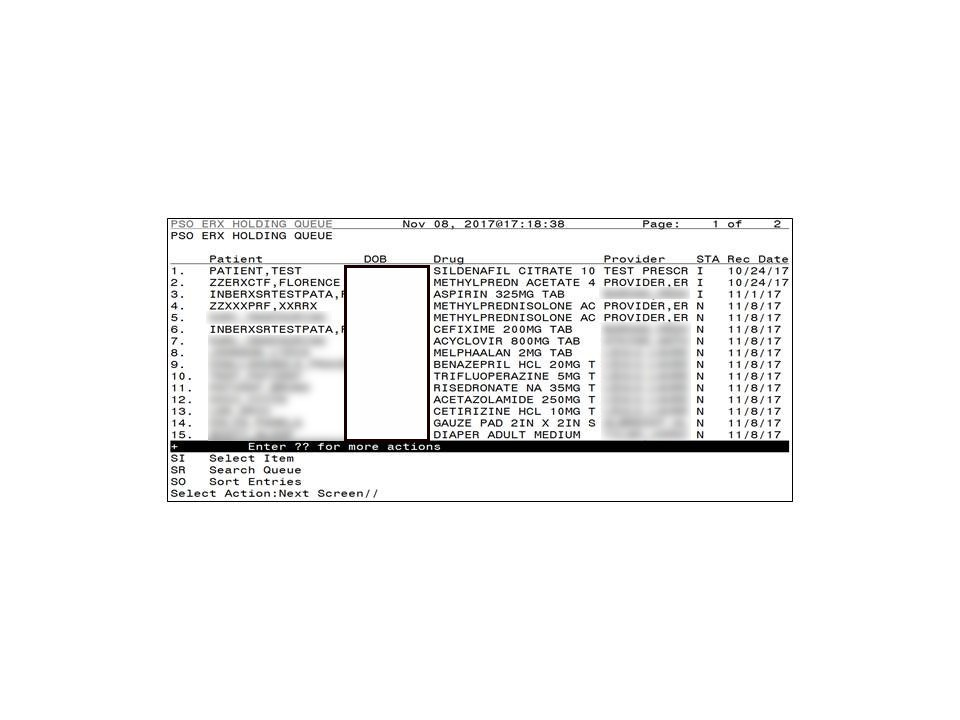 PSO ERX HOLDING QUEUE Nov 08, 2017@17:18:38 Page: 1 of 2
PSO ERX HOLDING QUEUE
Patient DOB Drug Provider STA Rec Date
1. PATIENT,TEST SILDENAFIL CITRATE 10 TEST PRESCR I 10/24/17
2. ZZERXCTF,FLORENCE METHYLPREDN ACETATE 4 PROVIDER,ER I 10/24/17
3. INBERXSRTESTPATA, ASPIRIN 325MG TAB I 11/1/17
4. ZZXXXPRF,XXRRX METHYLPREDNISOLONE AC PROVIDER,ER N 11/8/17
5. METHYLPREDNISOLONE AC PROVIDER,ER N 11/8/17
6. INBERXSRTESTPATA, CEFIXIME 200MG TAB N 11/8/17
7. ACYCLOVIR 800MG TAB N 11/8/17
8. MELPHAALAN 2MG TAB N 11/8/17
9. BENAZEPRIL HCL 20MG T N 11/8/17
10. TRIFLUOPERAZINE 5MG T N 11/8/17
11. RISEDRONATE NA 35MG T N 11/8/17
12. ACETAZOLAMIDE 250MG T N 11/8/17
13. CETIRIZINE HCL 10MG T N 11/8/17
14. GAUZE PAD 2IN X 2IN S N 11/8/17
15. DIAPER ADULT MEDIUM N 11/8/17
+ Enter ?? for more actions
SI Select Item
SR Search Queue
SO Sort Entries
Select Action:Next Screen//